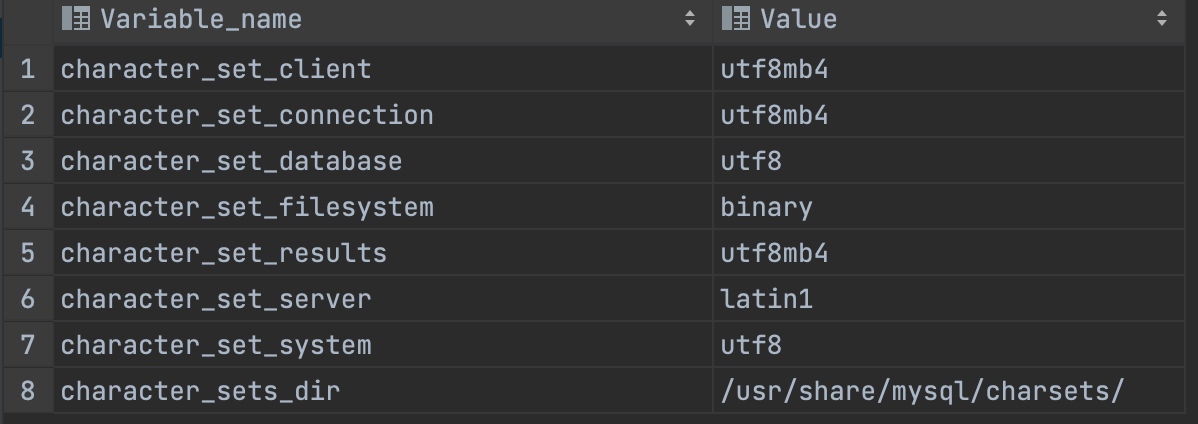 Variable_name Value
1 character_set_client utf8mb4
2 character_set_connection utf8mb4
3 character_set_database utf8
4 character_set_filesystem binary
5 character_set_results utf8mb4
6 character_set_server latin1
7 character_set_system utf8
8 character_sets_dir /usr/share/mysql/charsets/